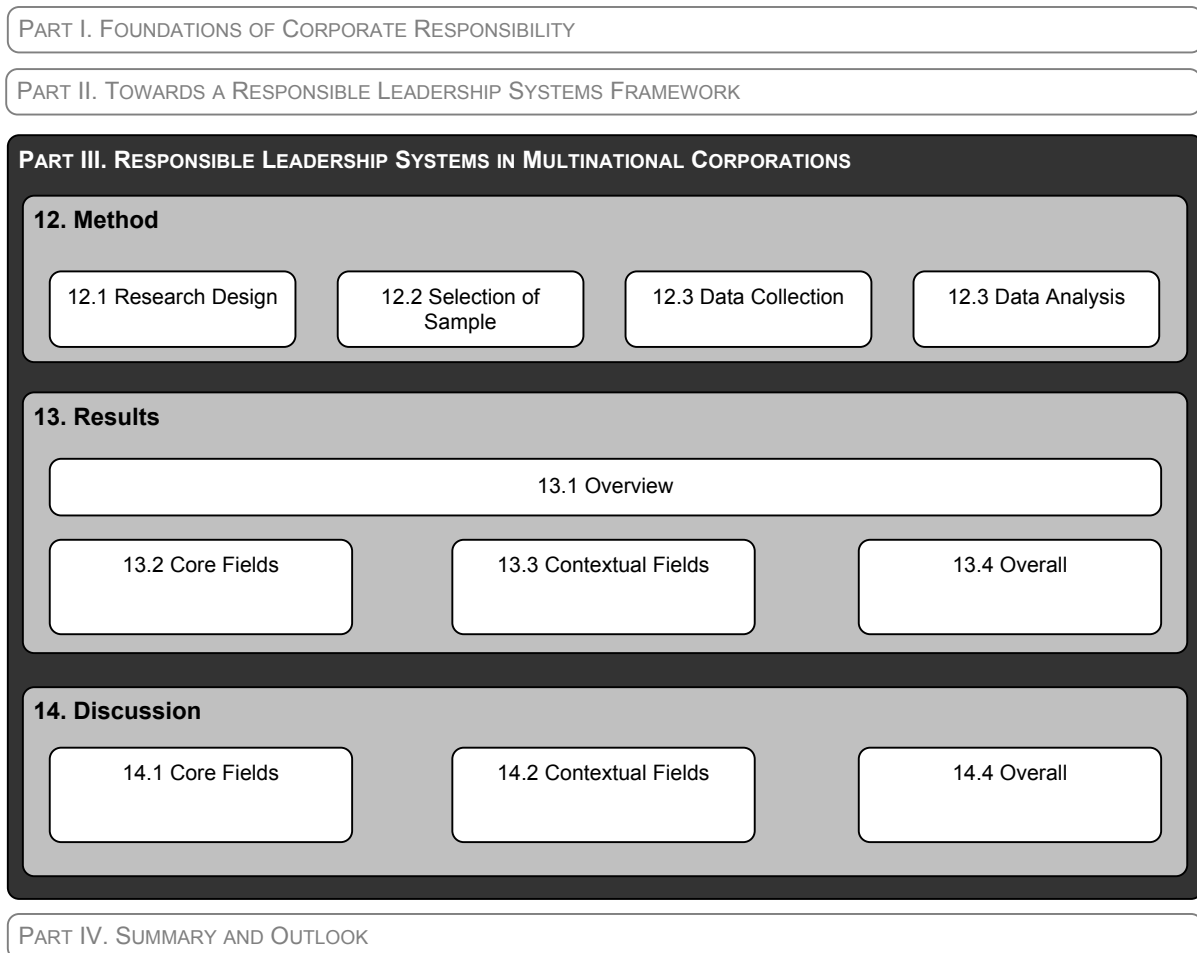 PART I. FOUNDATIONS OF CORPORATE RESPONSIBILITY
PART II. TOWARDS A RESPONSIBLE LEADERSHIP SYSTEMS FRAMEWORK
PART III. RESPONSIBLE LEADERSHIP SYSTEMS IN MULTINATIONAL CORPORATIONS
12. Method
12.1 Research Design
12.2 Selection of
Sample
12.3 Data Collection
12.3 Data Analysis
13. Results
13.1 Overview
13.2 Core Fields
13.3 Contextual Fields
13.4 Overall
14. Discussion
14.1 Core Fields
14.2 Contextual Fields
14.4 Overall
PART IV. SUMMARY AND OUTLOOK